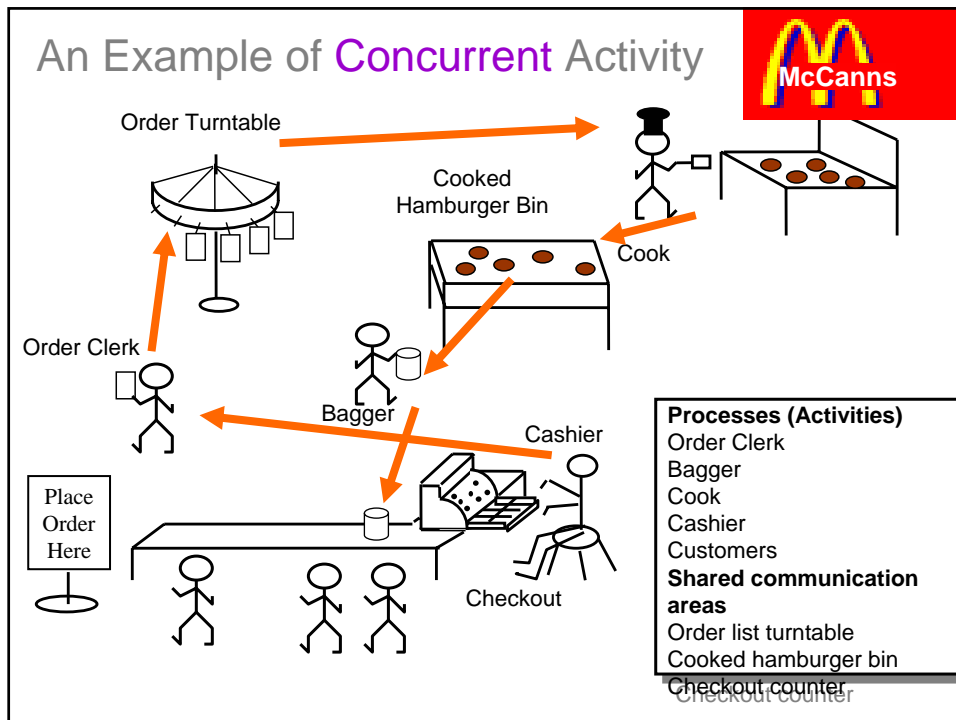 An Example of Concurrent Activity
McCanns
Order Turntable
Cooked
Hamburger Bin
Cook
Order Clerk
Bagger
Cashier
Place
Order
Here
Checkout
Processes (Activities)
Order Clerk
Bagger
Cook
Cashier
Customers
Shared communication
areas
Order list turntable
Cooked hamburger bin
Checkout counter